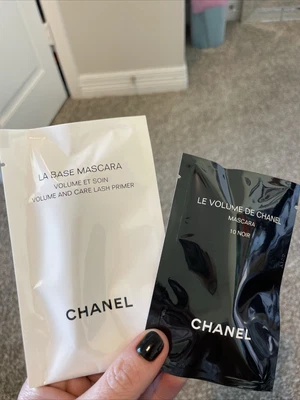 LA BASE MASCARA
VOLUME ET SOIN
VOLUME AND CARE LASH PRIMER
CHANEL
LE VOLUME DE CHANEL
MASCARA
10 NOIR
CHANEL